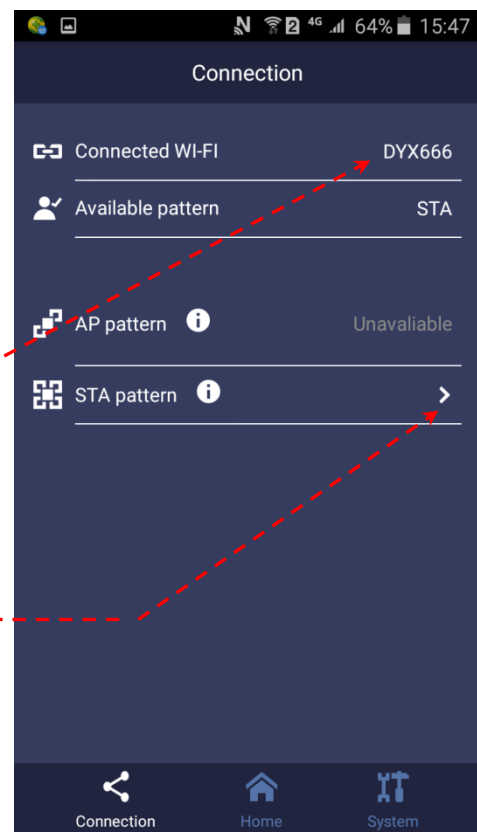 2 4G 64% 15:47
Connection
Connected WI-FI DYX666
Available pattern STA
AP pattern i Unavaliable
STA pattern i
Connection Home System